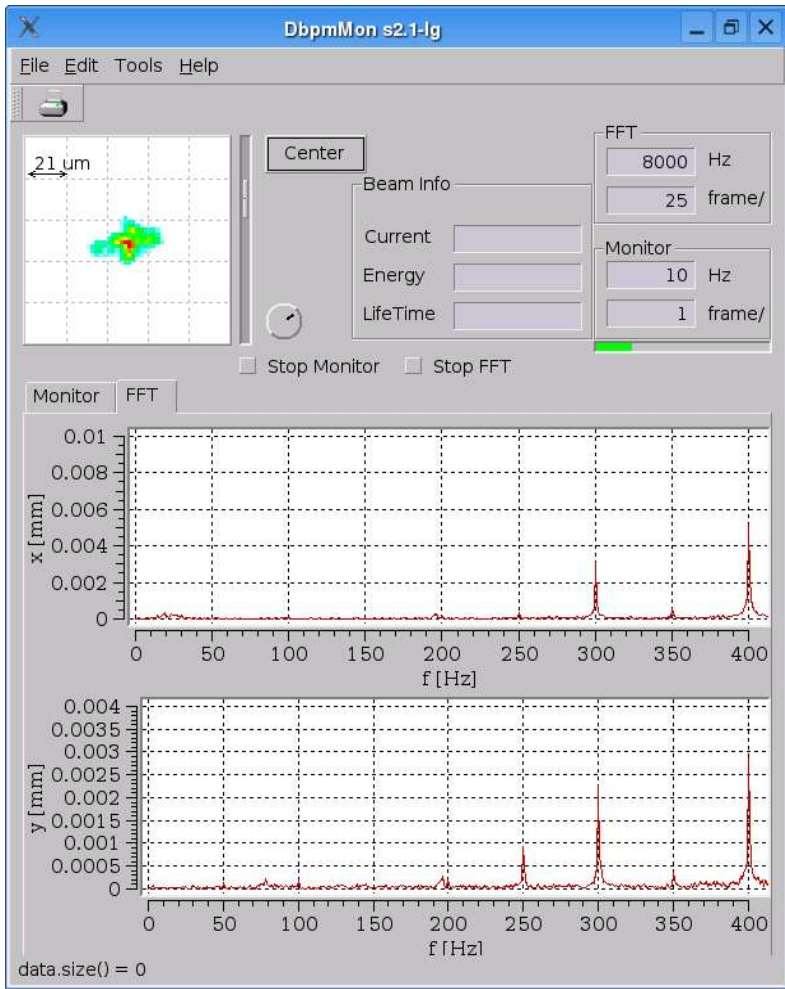 DbpmMon s2.1-lg
File Edit Tools Help
21 um
Center
Beam Info
Current
Energy
LifeTime
FFT
8000 Hz
25 frame/
Monitor
10 Hz
1 frame/
Stop Monitor Stop FFT
Monitor FFT
0.01
0.008
0.006
0.004
0.002
0
x [mm]
0 50 100 150 200 250 300 350 400
f [Hz]
0.004
0.0035
0.003
0.0025
0.002
0.0015
0.001
0.0005
0
y [mm]
0 50 100 150 200 250 300 350 400
f [Hz]
data.size() = 0